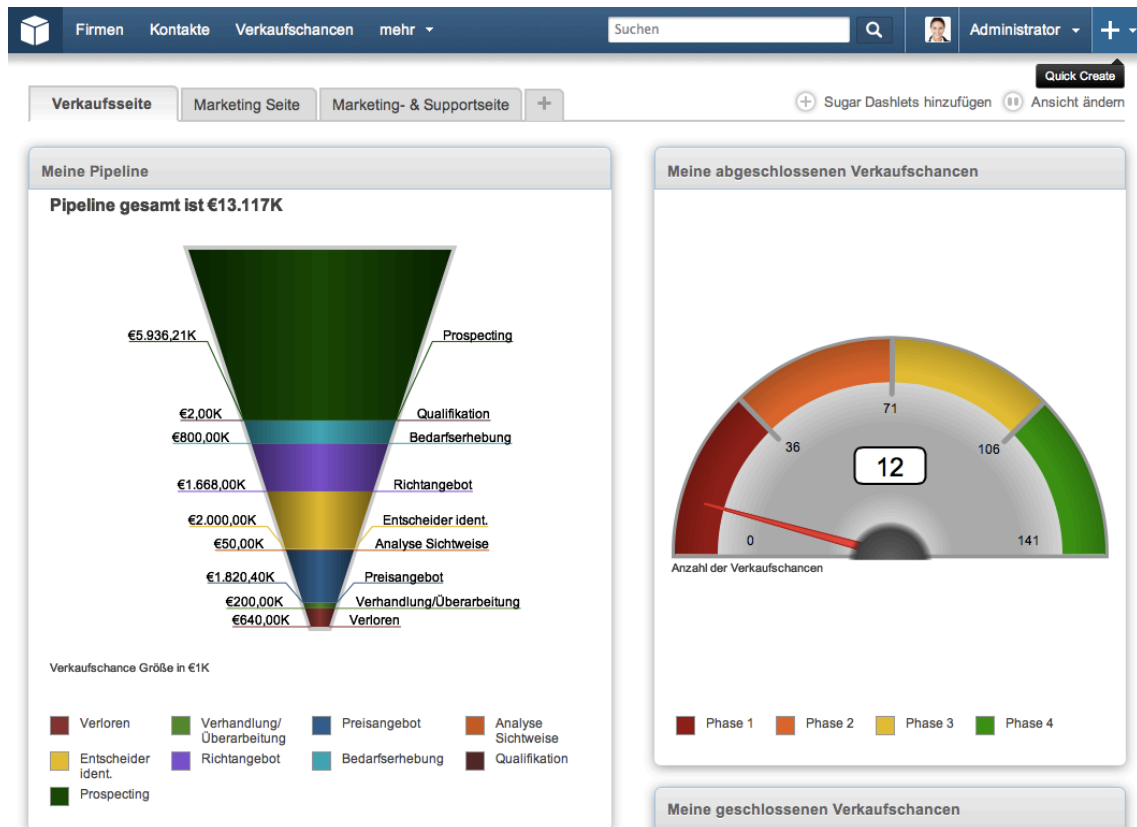 Firmen Kontakte Verkaufschancen mehr Suchen Administrator
Quick Create
Verkaufsseite Marketing Seite Marketing- & Supportseite Sugar Dashlets hinzufügen Ansicht ändern
Meine Pipeline
Pipeline gesamt ist €13.117K
€5.936,21K Prospecting
€2,00K Qualifikation
€800,00K Bedarfserhebung
€1.668,00K Richtangebot
€2.000,00K Entscheider ident.
€50,00K Analyse Sichtweise
€1.820,40K Preisangebot
€200,00K Verhandlung/Überarbeitung
€640,00K Verloren
Verkaufschance Größe in €1K
Verloren Verhandlung/ Preisangebot Analyse
Überarbeitung Sichtweise
Entscheider Richtangebot Bedarfserhebung Qualifikation
ident.
Prospecting
Meine abgeschlossenen Verkaufschancen
71
36 106
12
0 141
Anzahl der Verkaufschancen
Phase 1 Phase 2 Phase 3 Phase 4
Meine geschlossenen Verkaufschancen